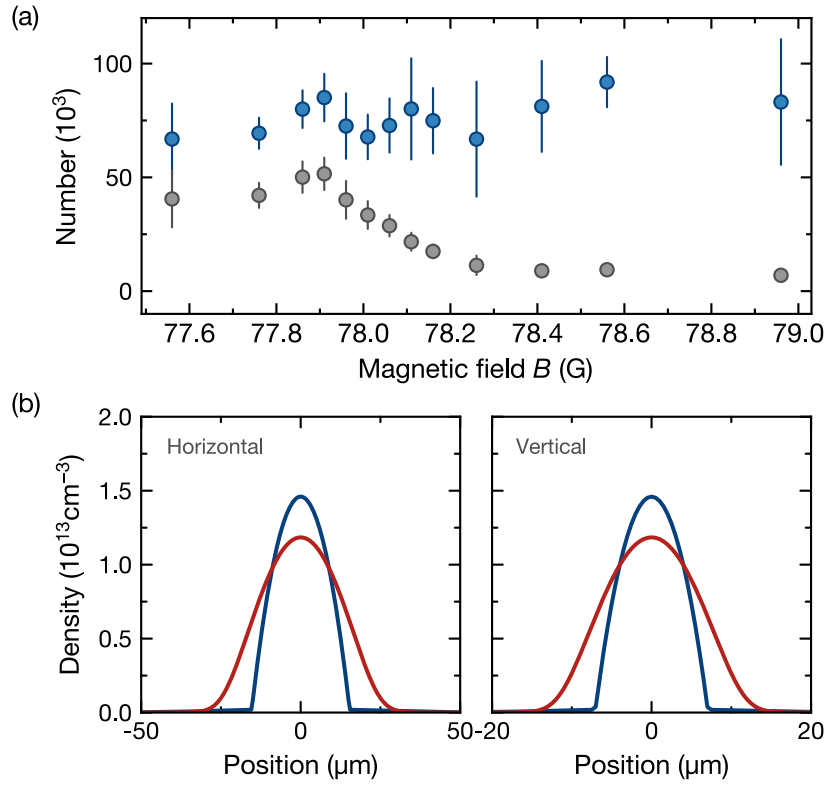 (a)
Number (10³)
100
50
0
77.6 77.8 78.0 78.2 78.4 78.6 78.8 79.0
Magnetic field B (G)
(b)
Density (10¹³cm⁻³)
2.0
1.5
1.0
0.5
0.0
Horizontal
Vertical
-50 0 50
-20 0 20
Position (µm)
Position (µm)